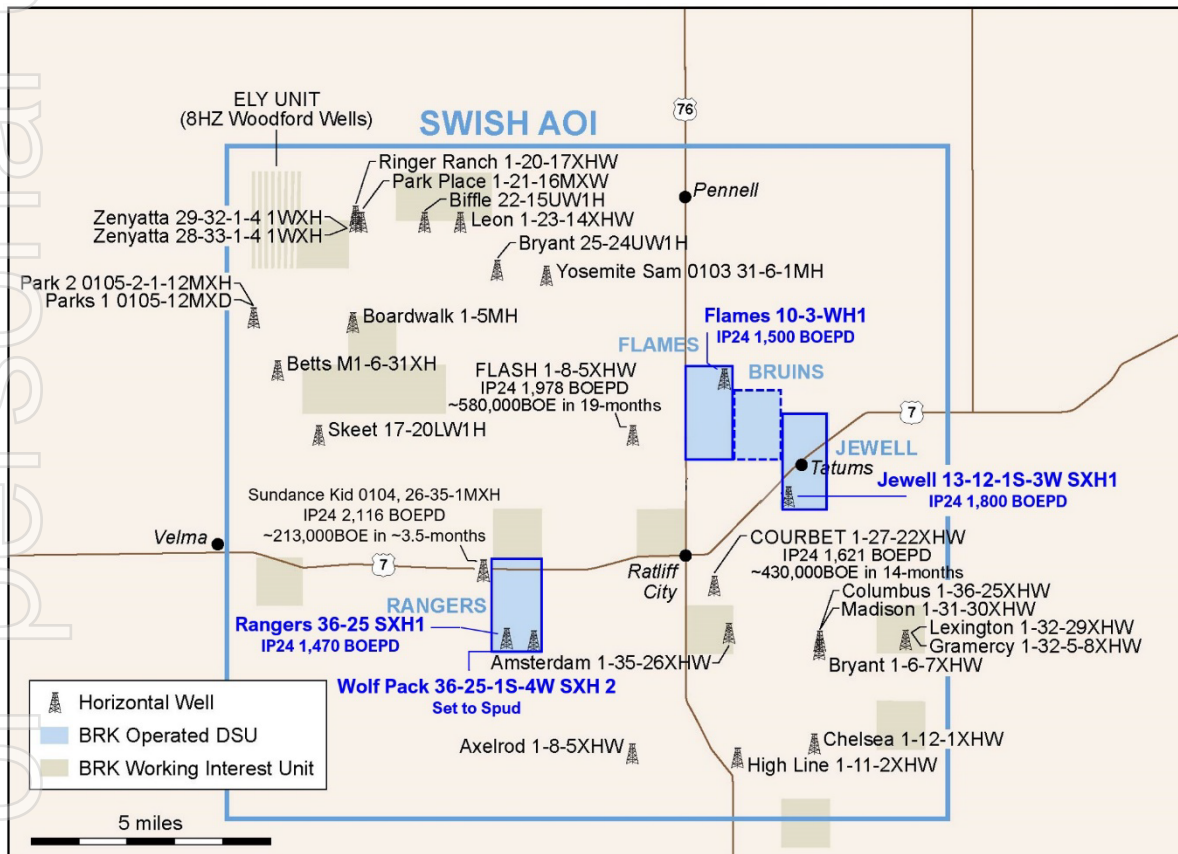 or personal
ELY UNIT
(8HZ Woodford Wells)
SWISH AOI
76
Ringer Ranch 1-20-17XHW
Park Place 1-21-16MXW
Biffle 22-15UW1H
Leon 1-23-14XHW
Pennell
Zenyatta 29-32-1-4 1WXH
Zenyatta 28-33-1-4 1WXH
Bryant 25-24UW1H
Yosemite Sam 0103 31-6-1MH
Park 2 0105-2-1-12MXH
Parks 1 0105-12MXD
Boardwalk 1-5MH
Flames 10-3-WH1
IP24 1,500 BOEPD
FLAMES
BRUINS
Betts M1-6-31XH
FLASH 1-8-5XHW
IP24 1,978 BOEPD
~580,000BOE in 19-months
7
Skeet 17-20LW1H
JEWELL
Tatums
Jewell 13-12-1S-3W SXH1
IP24 1,800 BOEPD
Sundance Kid 0104, 26-35-1MXH
IP24 2,116 BOEPD
~213,000BOE in ~3.5-months
Velma
7
Ratliff
City
COURBET 1-27-22XHW
IP24 1,621 BOEPD
~430,000BOE in 14-months
RANGERS
Rangers 36-25 SXH1
IP24 1,470 BOEPD
Columbus 1-36-25XHW
Madison 1-31-30XHW
Lexington 1-32-29XHW
Gramercy 1-32-5-8XHW
Bryant 1-6-7XHW
Amsterdam 1-35-26XHW
Wolf Pack 36-25-1S-4W SXH 2
Set to Spud
Axelrod 1-8-5XHW
Chelsea 1-12-1XHW
High Line 1-11-2XHW
Horizontal Well
BRK Operated DSU
BRK Working Interest Unit
5 miles